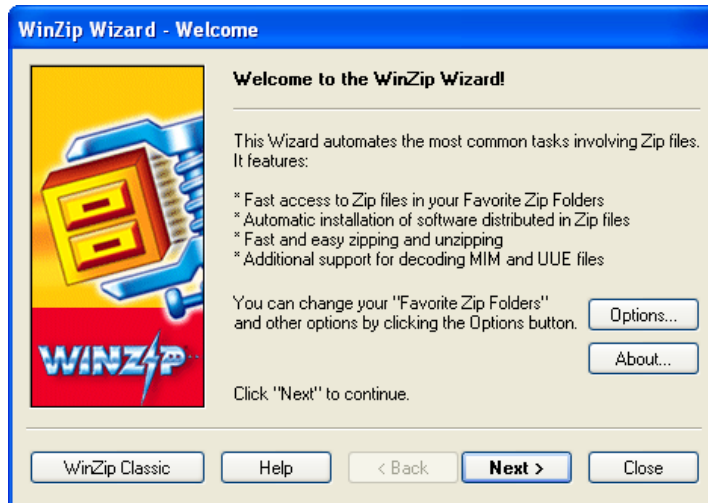 WinZip Wizard - Welcome
Welcome to the WinZip Wizard!
This Wizard automates the most common tasks involving Zip files.
It features:
* Fast access to Zip files in your Favorite Zip Folders
* Automatic installation of software distributed in Zip files
* Fast and easy zipping and unzipping
* Additional support for decoding MIM and UUE files
You can change your "Favorite Zip Folders"
and other options by clicking the Options button.
Options...
About...
WINZIP
Click "Next" to continue.
WinZip Classic
Help
< Back
Next >
Close